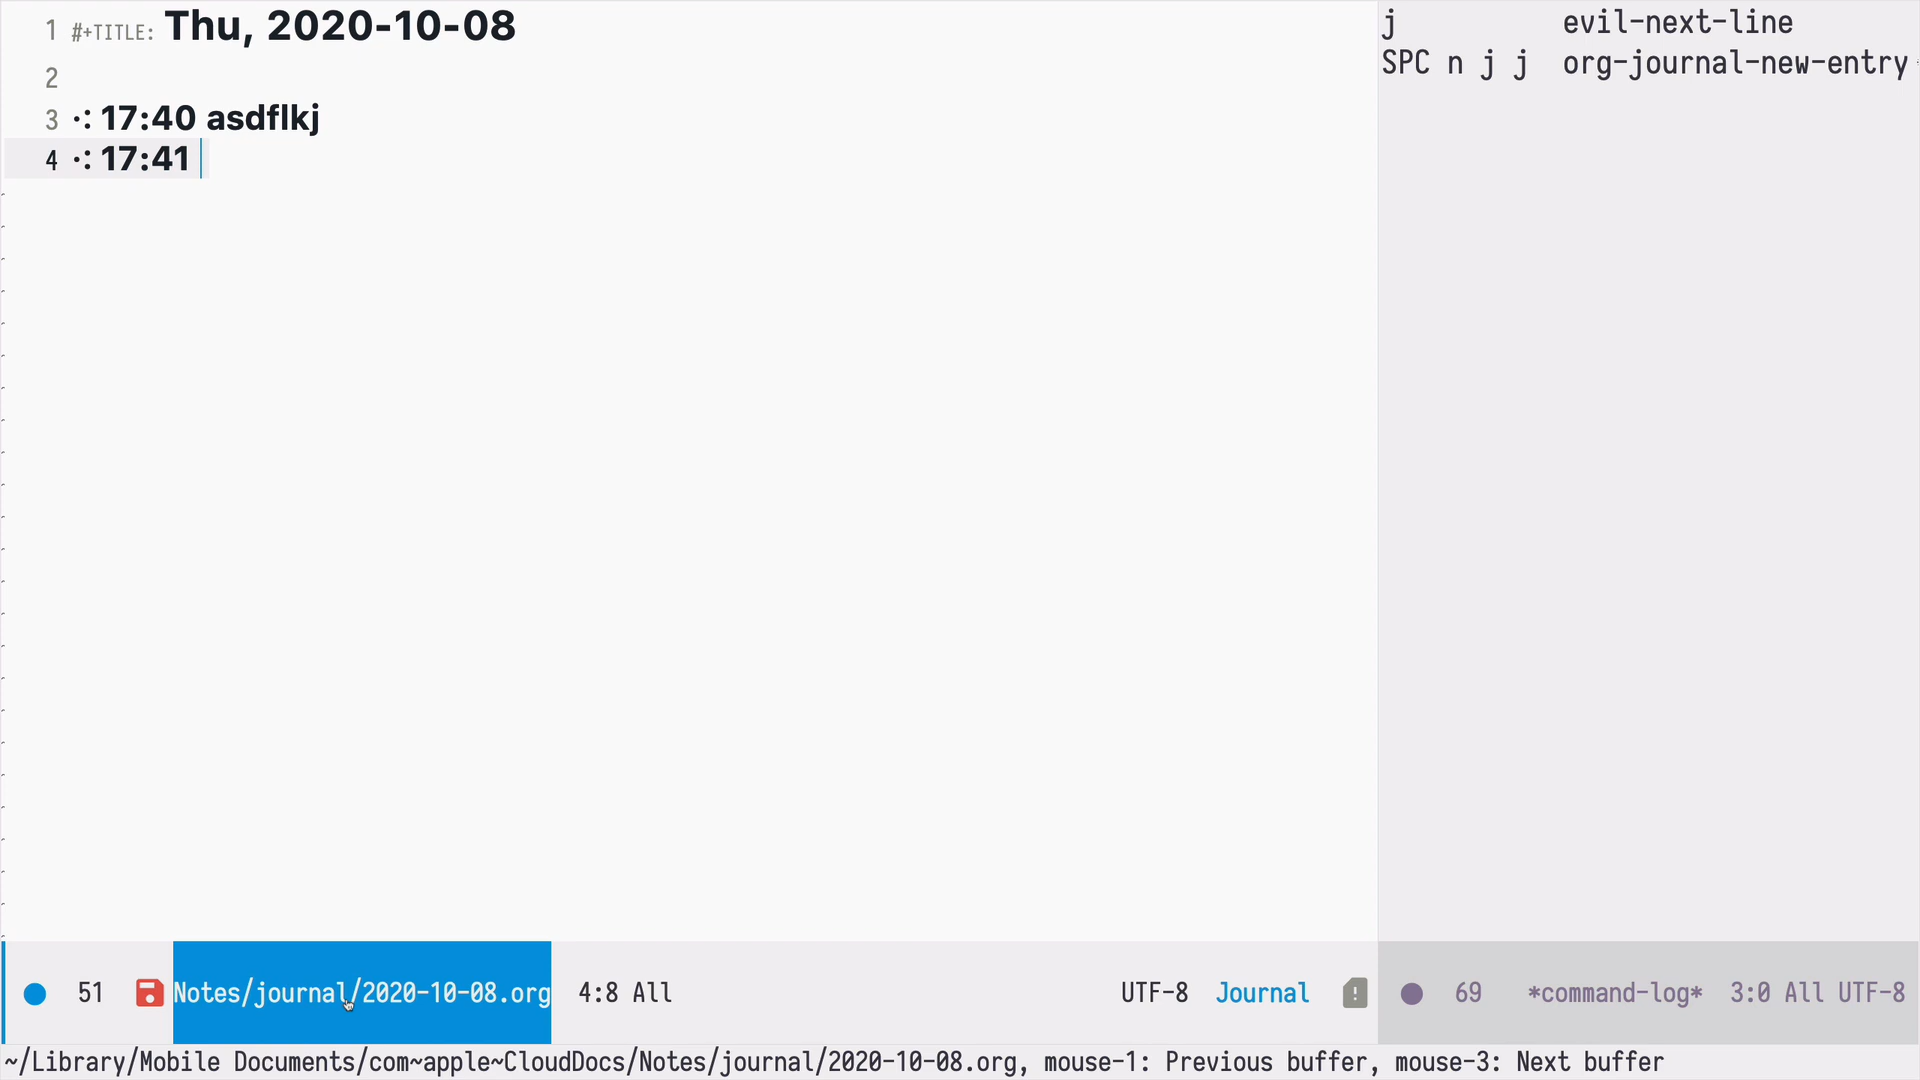 1 #+TITLE: Thu, 2020-10-08
2
3 ·: 17:40 asdflkj
4 ·: 17:41
j evil-next-line
SPC n j j org-journal-new-entry
51 Notes/journal/2020-10-08.org 4:8 All UTF-8 Journal
69 *command-log* 3:0 All UTF-8
~/Library/Mobile Documents/com~apple~CloudDocs/Notes/journal/2020-10-08.org, mouse-1: Previous buffer, mouse-3: Next buffer